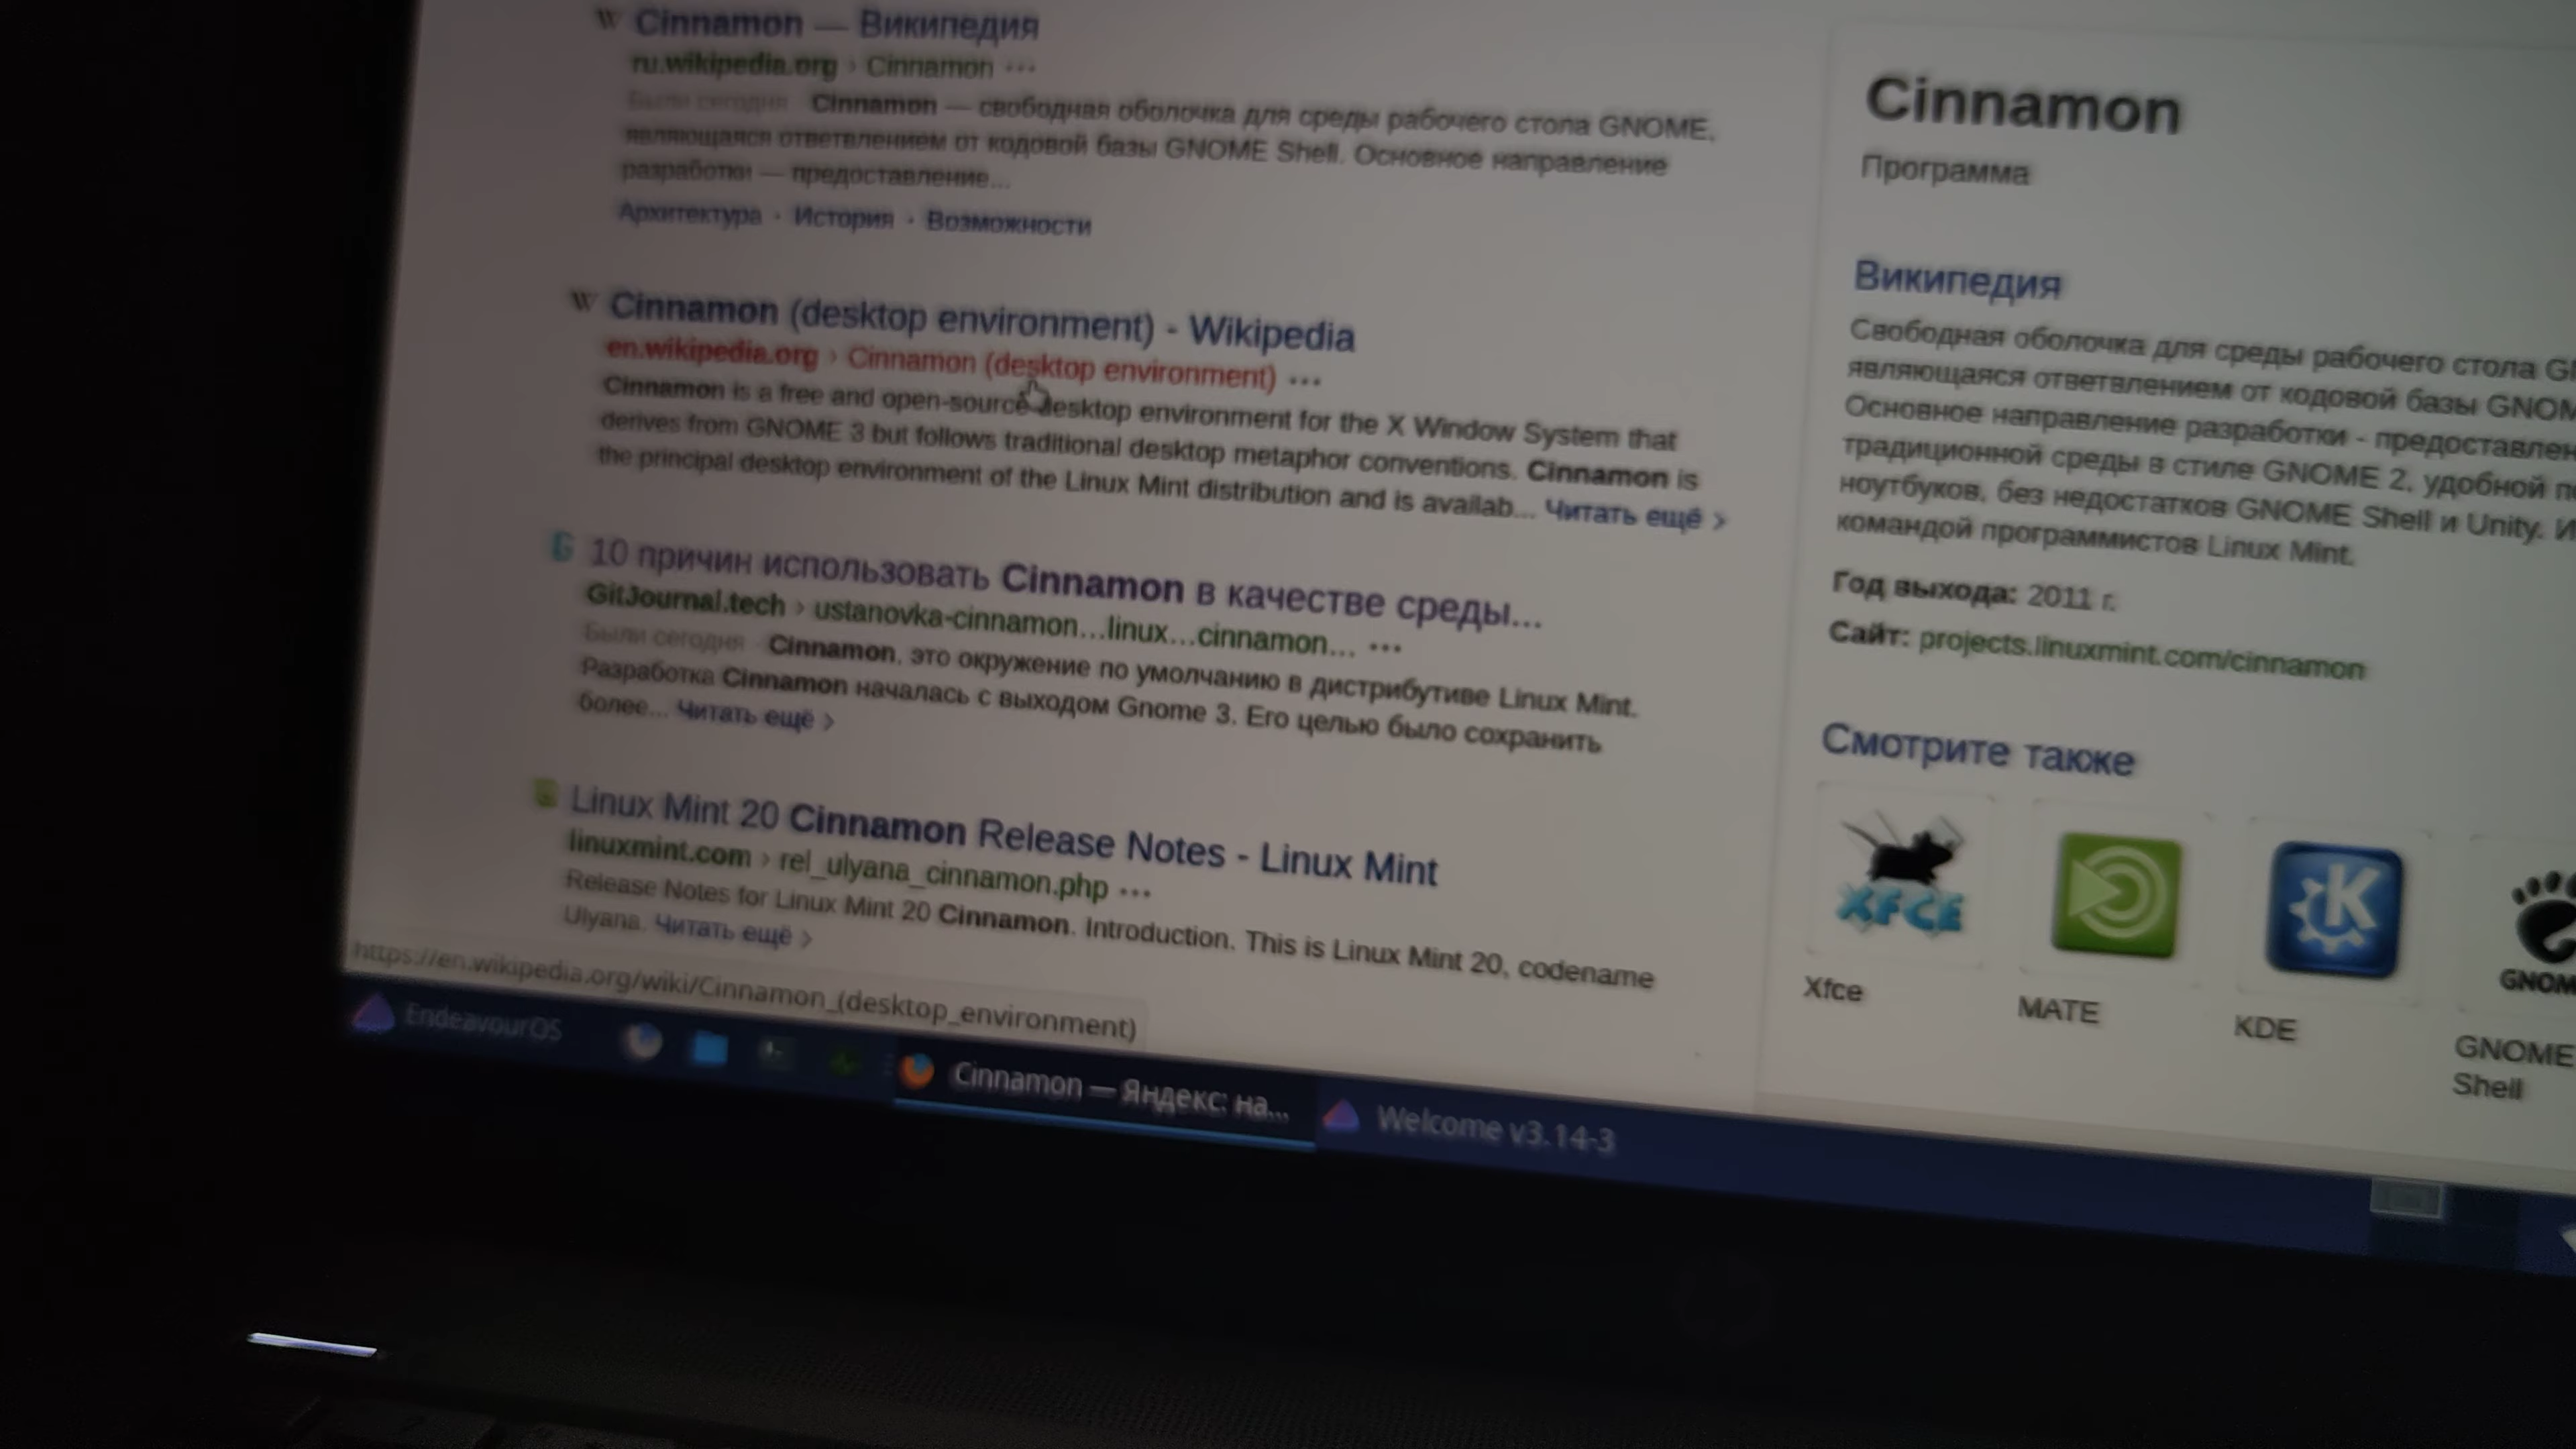 Cinnamon — Википедия
ru.wikipedia.org › Cinnamon ···
Были сегодня Cinnamon — свободная оболочка для среды рабочего стола GNOME,
являющаяся ответвлением от кодовой базы GNOME Shell. Основное направление
разработки — предоставление...
Архитектура · История · Возможности
W Cinnamon (desktop environment) - Wikipedia
en.wikipedia.org › Cinnamon (desktop environment) ···
Cinnamon is a free and open-source desktop environment for the X Window System that
derives from GNOME 3 but follows traditional desktop metaphor conventions. Cinnamon is
the principal desktop environment of the Linux Mint distribution and is availab... Читать ещё >
G 10 причин использовать Cinnamon в качестве среды...
GitJournal.tech › ustanovka-cinnamon...linux...cinnamon... ···
Были сегодня Cinnamon, это окружение по умолчанию в дистрибутиве Linux Mint.
Разработка Cinnamon началась с выходом Gnome 3. Его целью было сохранить
более... Читать ещё >
Linux Mint 20 Cinnamon Release Notes - Linux Mint
linuxmint.com › rel_ulyana_cinnamon.php ···
Release Notes for Linux Mint 20 Cinnamon. Introduction. This is Linux Mint 20, codename
Ulyana. Читать ещё >
https://en.wikipedia.org/wiki/Cinnamon_(desktop_environment)
EndeavourOS
Cinnamon — Яндекс: на...
Welcome v3.14-3
Cinnamon
Программа
Википедия
Свободная оболочка для среды рабочего стола
являющаяся ответвлением от кодовой базы
Основное направление разработки -
традиционной среды в стиле GNOME 2, удобной
ноутбуков, без недостатков GNOME Shell и Unity.
командой программистов Linux Mint.
Год выхода: 2011 г.
Сайт: projects.linuxmint.com/cinnamon
Смотрите также
XFCE
K
Xfce
MATE
KDE
GNOME
Shell